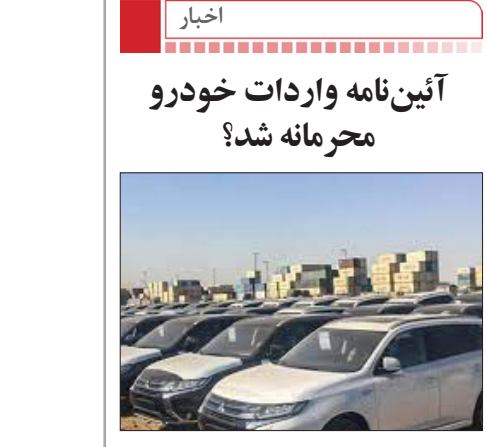 اخبار
آئین‌نامه واردات خودرو
محرمانه شد؟